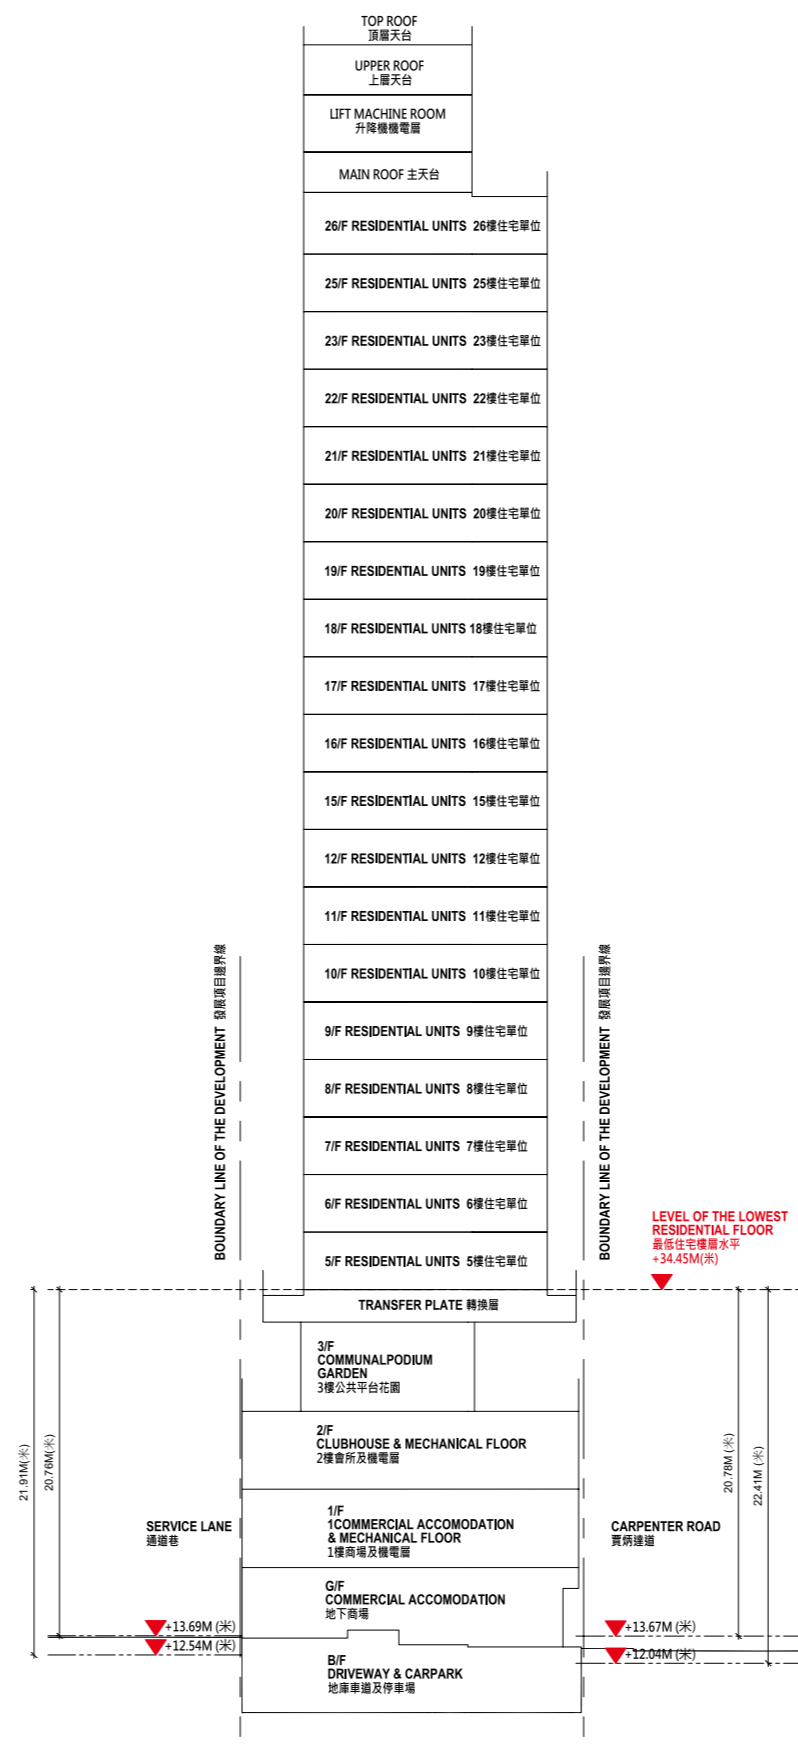 TOP ROOF
頂層天台
UPPER ROOF
上層天台
LIFT MACHINE ROOM
升降機機電層
MAIN ROOF 主天台
26/F RESIDENTIAL UNITS 26樓住宅單位
25/F RESIDENTIAL UNITS 25樓住宅單位
23/F RESIDENTIAL UNITS 23樓住宅單位
22/F RESIDENTIAL UNITS 22樓住宅單位
21/F RESIDENTIAL UNITS 21樓住宅單位
20/F RESIDENTIAL UNITS 20樓住宅單位
19/F RESIDENTIAL UNITS 19樓住宅單位
18/F RESIDENTIAL UNITS 18樓住宅單位
17/F RESIDENTIAL UNITS 17樓住宅單位
16/F RESIDENTIAL UNITS 16樓住宅單位
15/F RESIDENTIAL UNITS 15樓住宅單位
12/F RESIDENTIAL UNITS 12樓住宅單位
11/F RESIDENTIAL UNITS 11樓住宅單位
10/F RESIDENTIAL UNITS 10樓住宅單位
9/F RESIDENTIAL UNITS 9樓住宅單位
8/F RESIDENTIAL UNITS 8樓住宅單位
7/F RESIDENTIAL UNITS 7樓住宅單位
6/F RESIDENTIAL UNITS 6樓住宅單位
5/F RESIDENTIAL UNITS 5樓住宅單位
BOUNDARY LINE OF THE DEVELOPMENT 發展項目邊界線
BOUNDARY LINE OF THE DEVELOPMENT 發展項目邊界線
LEVEL OF THE LOWEST
RESIDENTIAL FLOOR
最低住宅樓層水平
+34.45M(米)
TRANSFER PLATE 轉換層
3/F
COMMUNALPODIUM
GARDEN
3樓公共平台花園
2/F
CLUBHOUSE & MECHANICAL FLOOR
2樓會所及機電層
1/F
1COMMERCIAL ACCOMODATION
& MECHANICAL FLOOR
1樓商場及機電層
G/F
COMMERCIAL ACCOMODATION
地下商場
B/F
DRIVEWAY & CARPARK
地庫車道及停車場
21.91M(米)
20.76M(米)
SERVICE LANE
通道巷
+13.69M (米)
+12.54M (米)
20.78M (米)
22.41M (米)
CARPENTER ROAD
賈炳達道
+13.67M (米)
+12.04M (米)